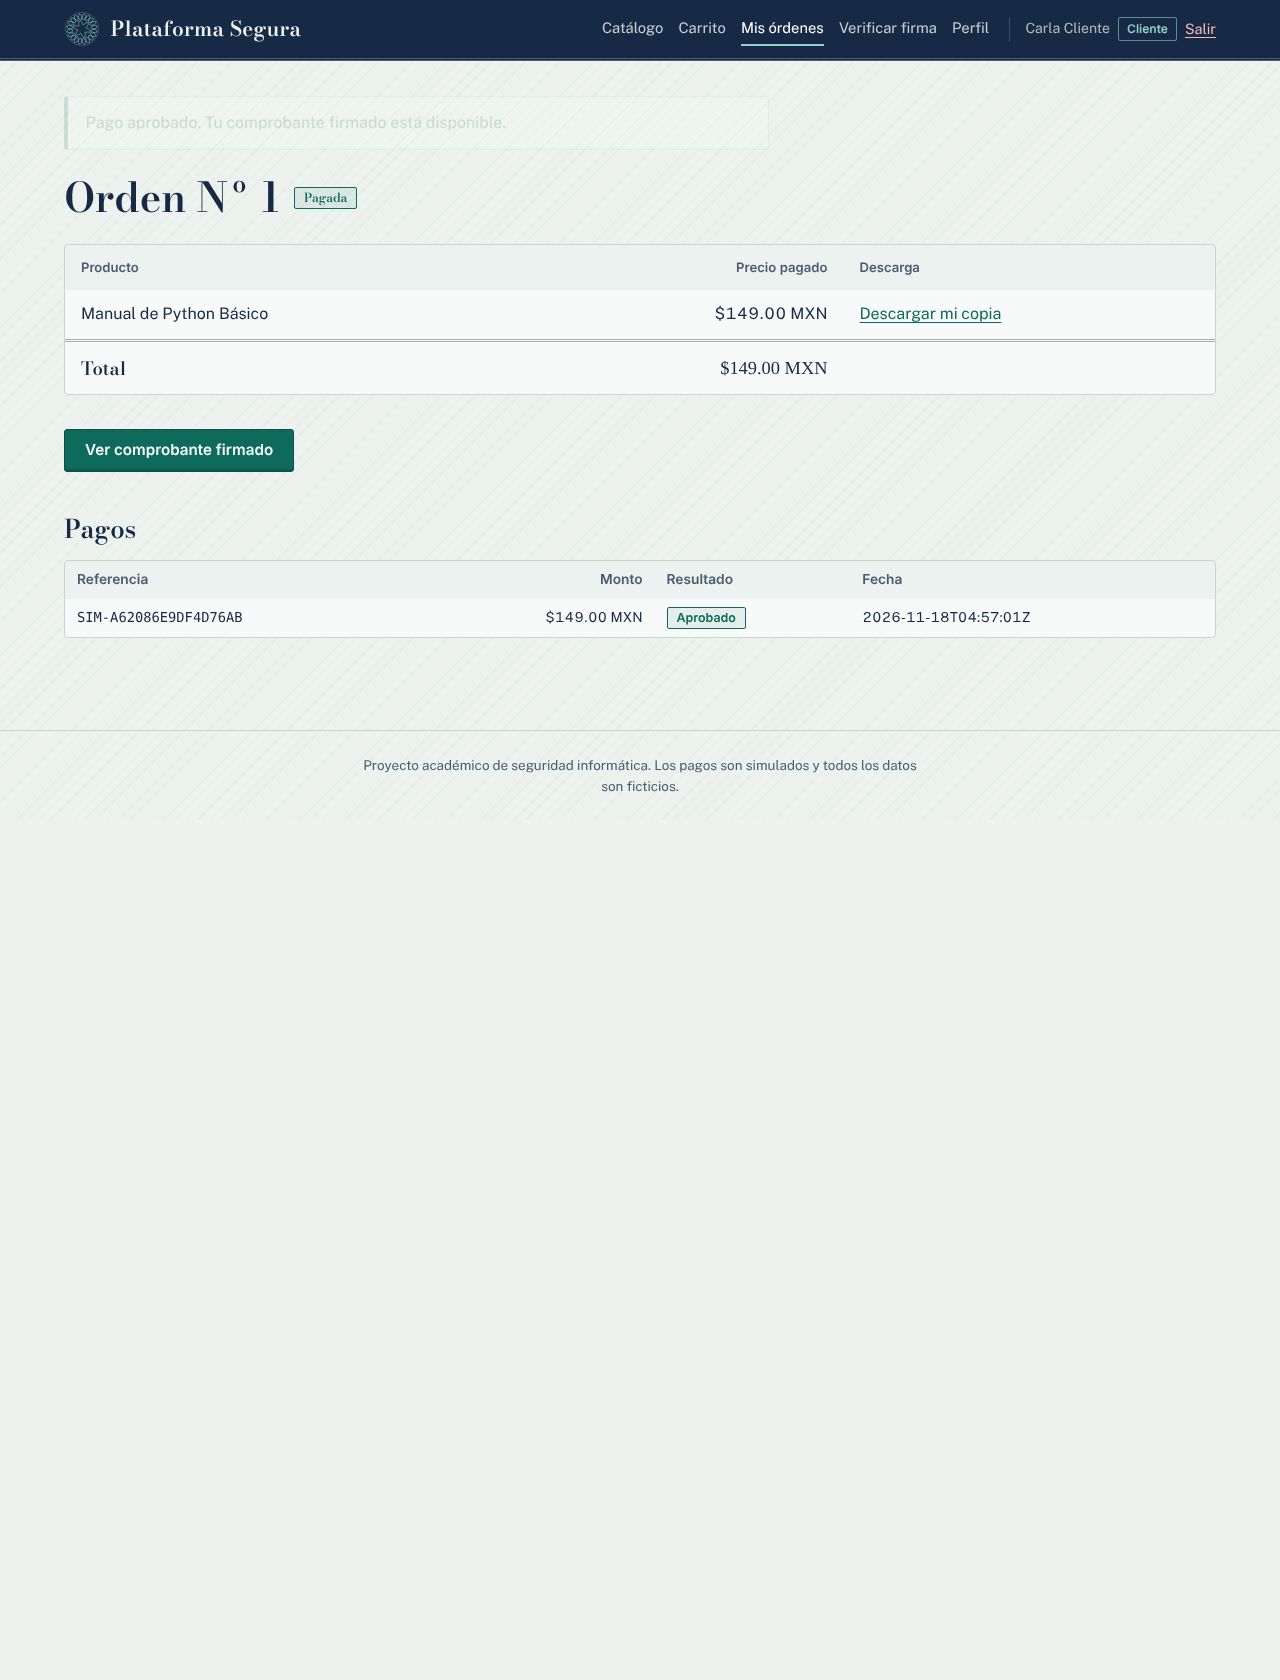 Plataforma Segura
Catálogo Carrito Mis órdenes Verificar firma Perfil Carla Cliente Cliente Salir
Pago aprobado. Tu comprobante firmado está disponible.
Orden Nº 1 Pagada
Producto Precio pagado Descarga
Manual de Python Básico $149.00 MXN Descargar mi copia
Total $149.00 MXN
Ver comprobante firmado
Pagos
Referencia Monto Resultado Fecha
SIM-A62086E9DF4D76AB $149.00 MXN Aprobado 2026-11-18T04:57:01Z
Proyecto académico de seguridad informática. Los pagos son simulados y todos los datos
son ficticios.